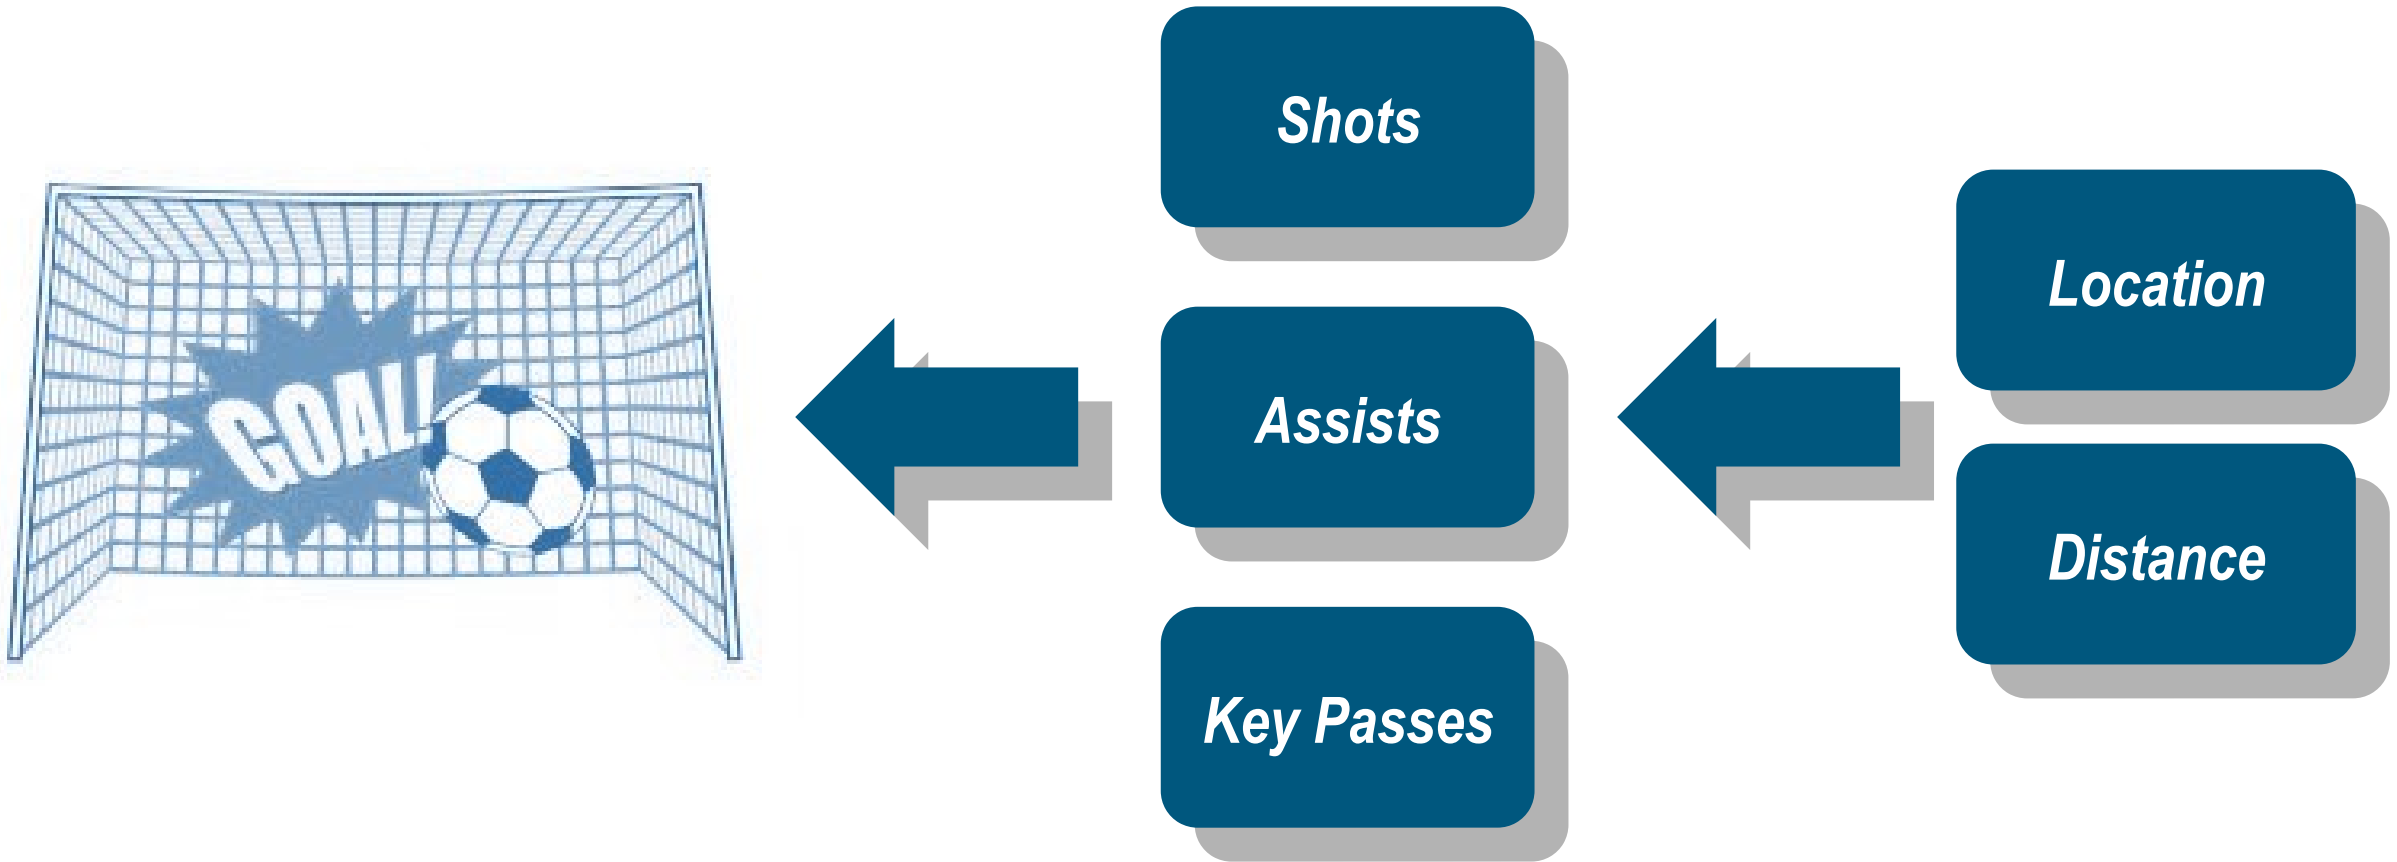 GOAL!
Shots
Assists
Key Passes
Location
Distance